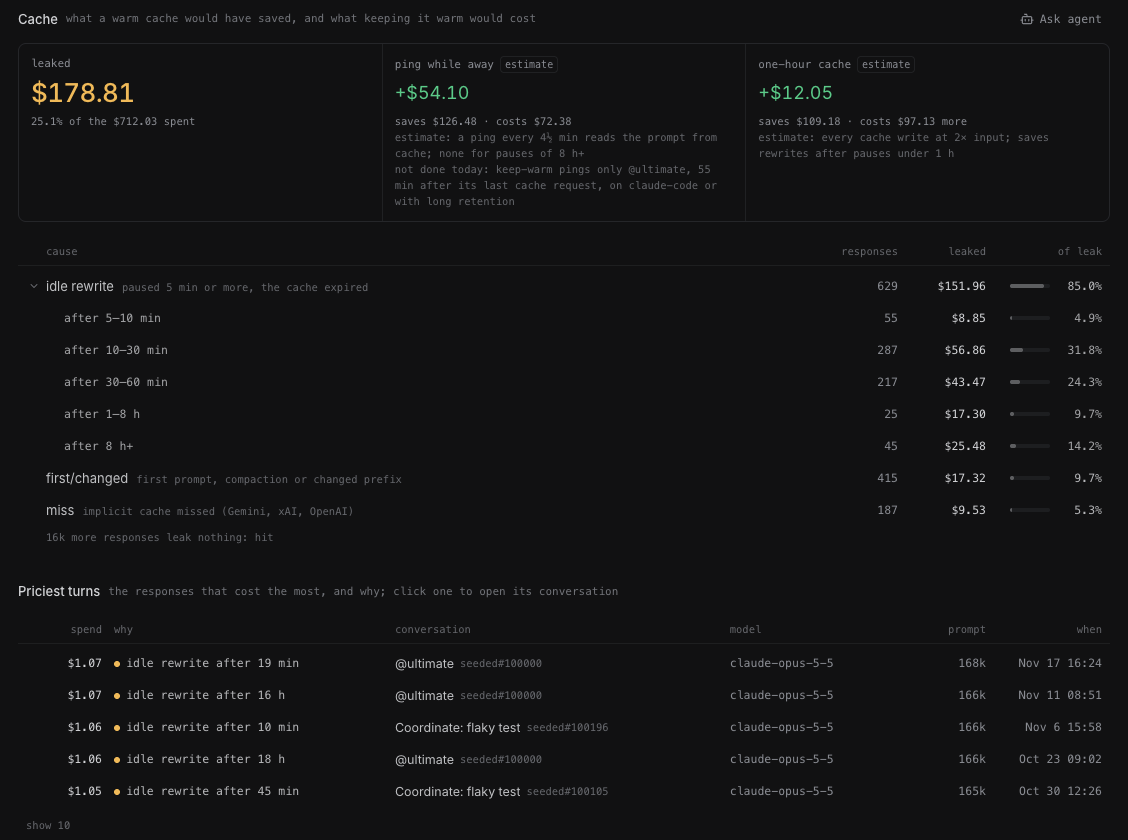 Cache what a warm cache would have saved, and what keeping it warm would cost
Ask agent
leaked
$178.81
25.1% of the $712.03 spent
ping while away estimate
+$54.10
saves $126.48 · costs $72.38
estimate: a ping every 4½ min reads the prompt from
cache; none for pauses of 8 h+
not done today: keep-warm pings only @ultimate, 55
min after its last cache request, on claude-code or
with long retention
one-hour cache estimate
+$12.05
saves $109.18 · costs $97.13 more
estimate: every cache write at 2× input; saves
rewrites after pauses under 1 h
cause responses leaked of leak
idle rewrite paused 5 min or more, the cache expired 629 $151.96 85.0%
after 5–10 min 55 $8.85 4.9%
after 10–30 min 287 $56.86 31.8%
after 30–60 min 217 $43.47 24.3%
after 1–8 h 25 $17.30 9.7%
after 8 h+ 45 $25.48 14.2%
first/changed first prompt, compaction or changed prefix 415 $17.32 9.7%
miss implicit cache missed (Gemini, xAI, OpenAI) 187 $9.53 5.3%
16k more responses leak nothing: hit
Priciest turns the responses that cost the most, and why; click one to open its conversation
spend why conversation model prompt when
$1.07 idle rewrite after 19 min @ultimate seeded#100000 claude-opus-5-5 168k Nov 17 16:24
$1.07 idle rewrite after 16 h @ultimate seeded#100000 claude-opus-5-5 166k Nov 11 08:51
$1.06 idle rewrite after 10 min Coordinate: flaky test seeded#100196 claude-opus-5-5 166k Nov 6 15:58
$1.06 idle rewrite after 18 h @ultimate seeded#100000 claude-opus-5-5 166k Oct 23 09:02
$1.05 idle rewrite after 45 min Coordinate: flaky test seeded#100105 claude-opus-5-5 165k Oct 30 12:26
show 10